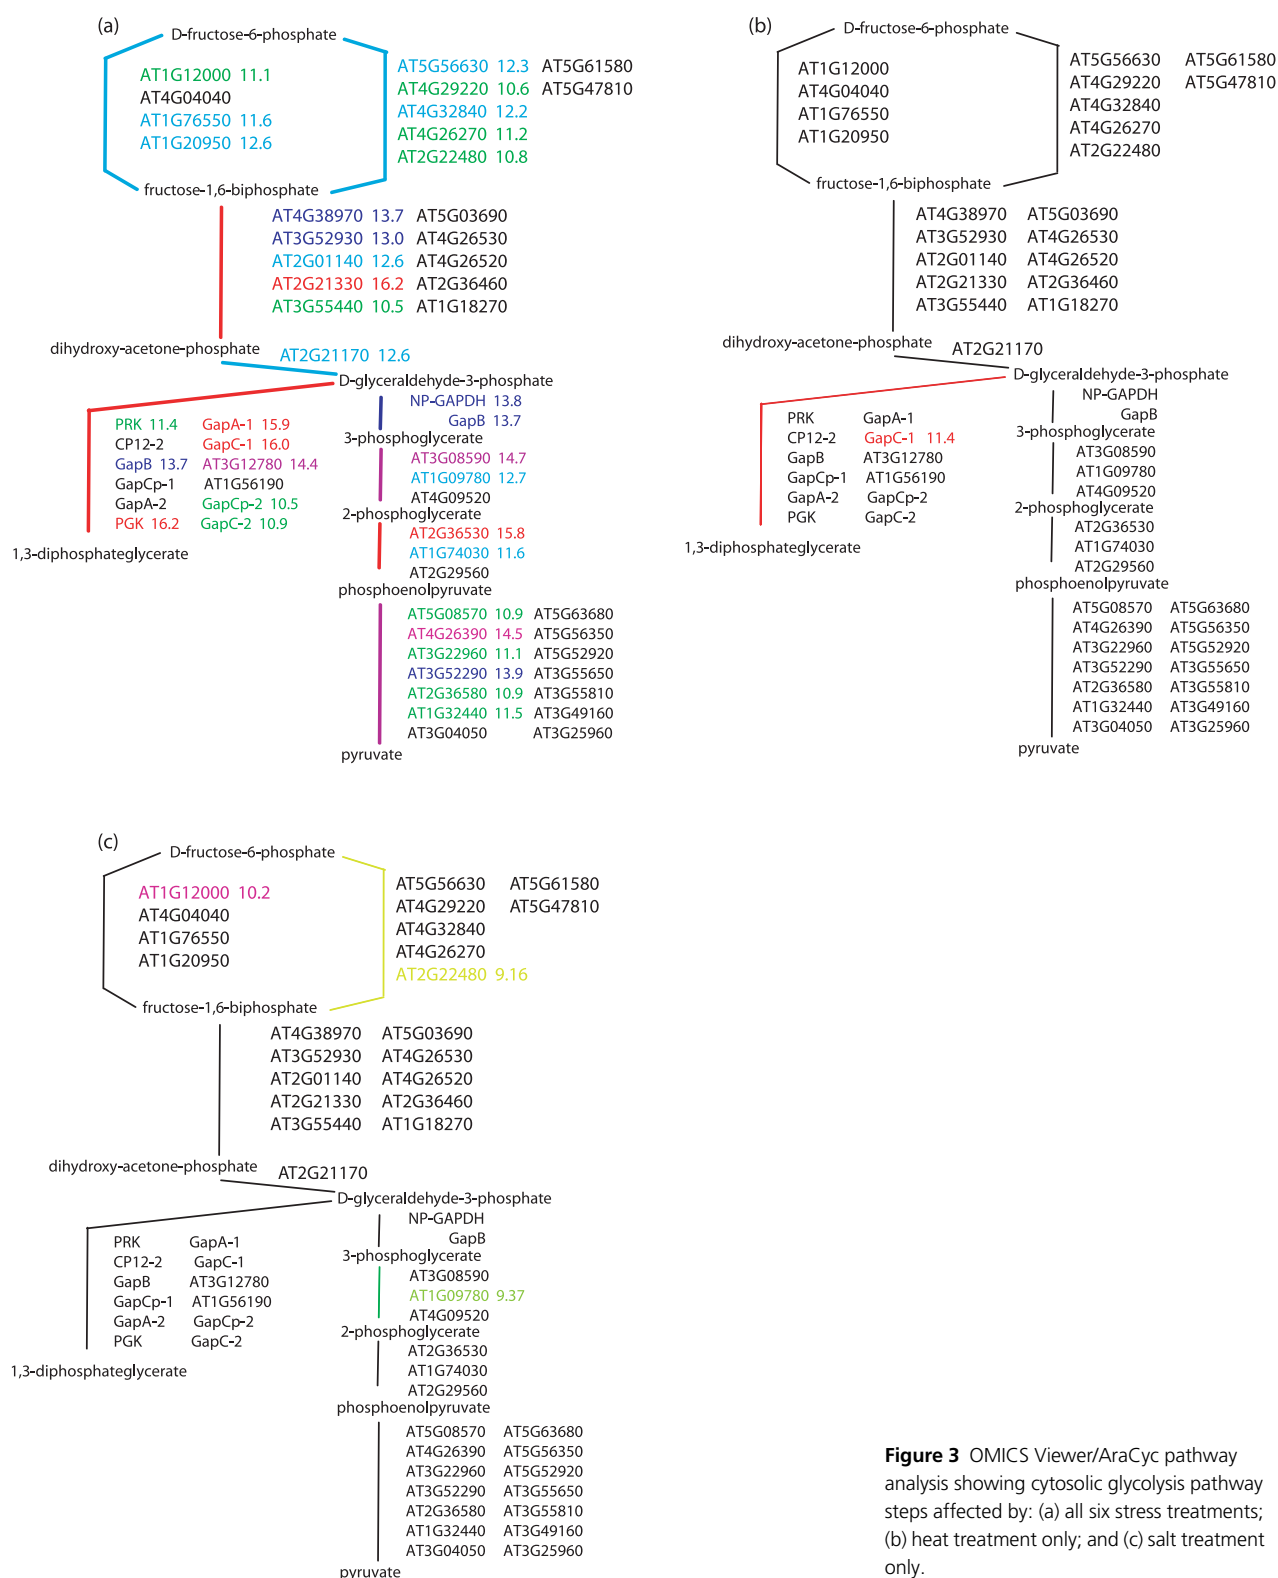 (a)
D-fructose-6-phosphate
AT1G12000 11.1
AT4G04040
AT1G76550 11.6
AT1G20950 12.6
AT5G56630 12.3 AT5G61580
AT4G29220 10.6 AT5G47810
AT4G32840 12.2
AT4G26270 11.2
AT2G22480 10.8
fructose-1,6-biphosphate
AT4G38970 13.7 AT5G03690
AT3G52930 13.0 AT4G26530
AT2G01140 12.6 AT4G26520
AT2G21330 16.2 AT2G36460
AT3G55440 10.5 AT1G18270
dihydroxy-acetone-phosphate
AT2G21170 12.6
D-glyceraldehyde-3-phosphate
PRK 11.4 GapA-1 15.9
CP12-2 GapC-1 16.0
GapB 13.7 AT3G12780 14.4
GapCp-1 AT1G56190
GapA-2 GapCp-2 10.5
PGK 16.2 GapC-2 10.9
1,3-diphosphateglycerate
NP-GAPDH 13.8
GapB 13.7
3-phosphoglycerate
AT3G08590 14.7
AT1G09780 12.7
AT4G09520
2-phosphoglycerate
AT2G36530 15.8
AT1G74030 11.6
AT2G29560
phosphoenolpyruvate
AT5G08570 10.9 AT5G63680
AT4G26390 14.5 AT5G56350
AT3G22960 11.1 AT5G52920
AT3G52290 13.9 AT3G55650
AT2G36580 10.9 AT3G55810
AT1G32440 11.5 AT3G49160
AT3G04050 AT3G25960
pyruvate
(b)
D-fructose-6-phosphate
AT1G12000
AT4G04040
AT1G76550
AT1G20950
AT5G56630 AT5G61580
AT4G29220 AT5G47810
AT4G32840
AT4G26270
AT2G22480
fructose-1,6-biphosphate
AT4G38970 AT5G03690
AT3G52930 AT4G26530
AT2G01140 AT4G26520
AT2G21330 AT2G36460
AT3G55440 AT1G18270
dihydroxy-acetone-phosphate
AT2G21170
D-glyceraldehyde-3-phosphate
PRK GapA-1
CP12-2 GapC-1 11.4
GapB AT3G12780
GapCp-1 AT1G56190
GapA-2 GapCp-2
PGK GapC-2
1,3-diphosphateglycerate
NP-GAPDH
GapB
3-phosphoglycerate
AT3G08590
AT1G09780
AT4G09520
2-phosphoglycerate
AT2G36530
AT1G74030
AT2G29560
phosphoenolpyruvate
AT5G08570 AT5G63680
AT4G26390 AT5G56350
AT3G22960 AT5G52920
AT3G52290 AT3G55650
AT2G36580 AT3G55810
AT1G32440 AT3G49160
AT3G04050 AT3G25960
pyruvate
(c)
D-fructose-6-phosphate
AT1G12000 10.2
AT4G04040
AT1G76550
AT1G20950
AT5G56630 AT5G61580
AT4G29220 AT5G47810
AT4G32840
AT4G26270
AT2G22480 9.16
fructose-1,6-biphosphate
AT4G38970 AT5G03690
AT3G52930 AT4G26530
AT2G01140 AT4G26520
AT2G21330 AT2G36460
AT3G55440 AT1G18270
dihydroxy-acetone-phosphate
AT2G21170
D-glyceraldehyde-3-phosphate
PRK GapA-1
CP12-2 GapC-1
GapB AT3G12780
GapCp-1 AT1G56190
GapA-2 GapCp-2
PGK GapC-2
1,3-diphosphateglycerate
NP-GAPDH
GapB
3-phosphoglycerate
AT3G08590
AT1G09780 9.37
AT4G09520
2-phosphoglycerate
AT2G36530
AT1G74030
AT2G29560
phosphoenolpyruvate
AT5G08570 AT5G63680
AT4G26390 AT5G56350
AT3G22960 AT5G52920
AT3G52290 AT3G55650
AT2G36580 AT3G55810
AT1G32440 AT3G49160
AT3G04050 AT3G25960
pyruvate
Figure 3 OMICS Viewer/AraCyc pathway
analysis showing cytosolic glycolysis pathway
steps affected by: (a) all six stress treatments;
(b) heat treatment only; and (c) salt treatment
only.